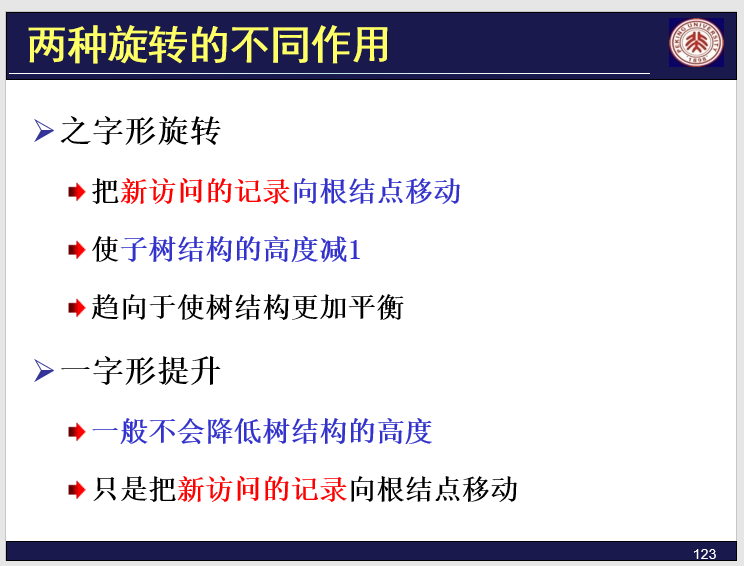 两种旋转的不同作用
PEKING UNIVERSITY
1898
之字形旋转
把新访问的记录向根结点移动
使子树结构的高度减1
趋向于使树结构更加平衡
一字形提升
一般不会降低树结构的高度
只是把新访问的记录向根结点移动
123